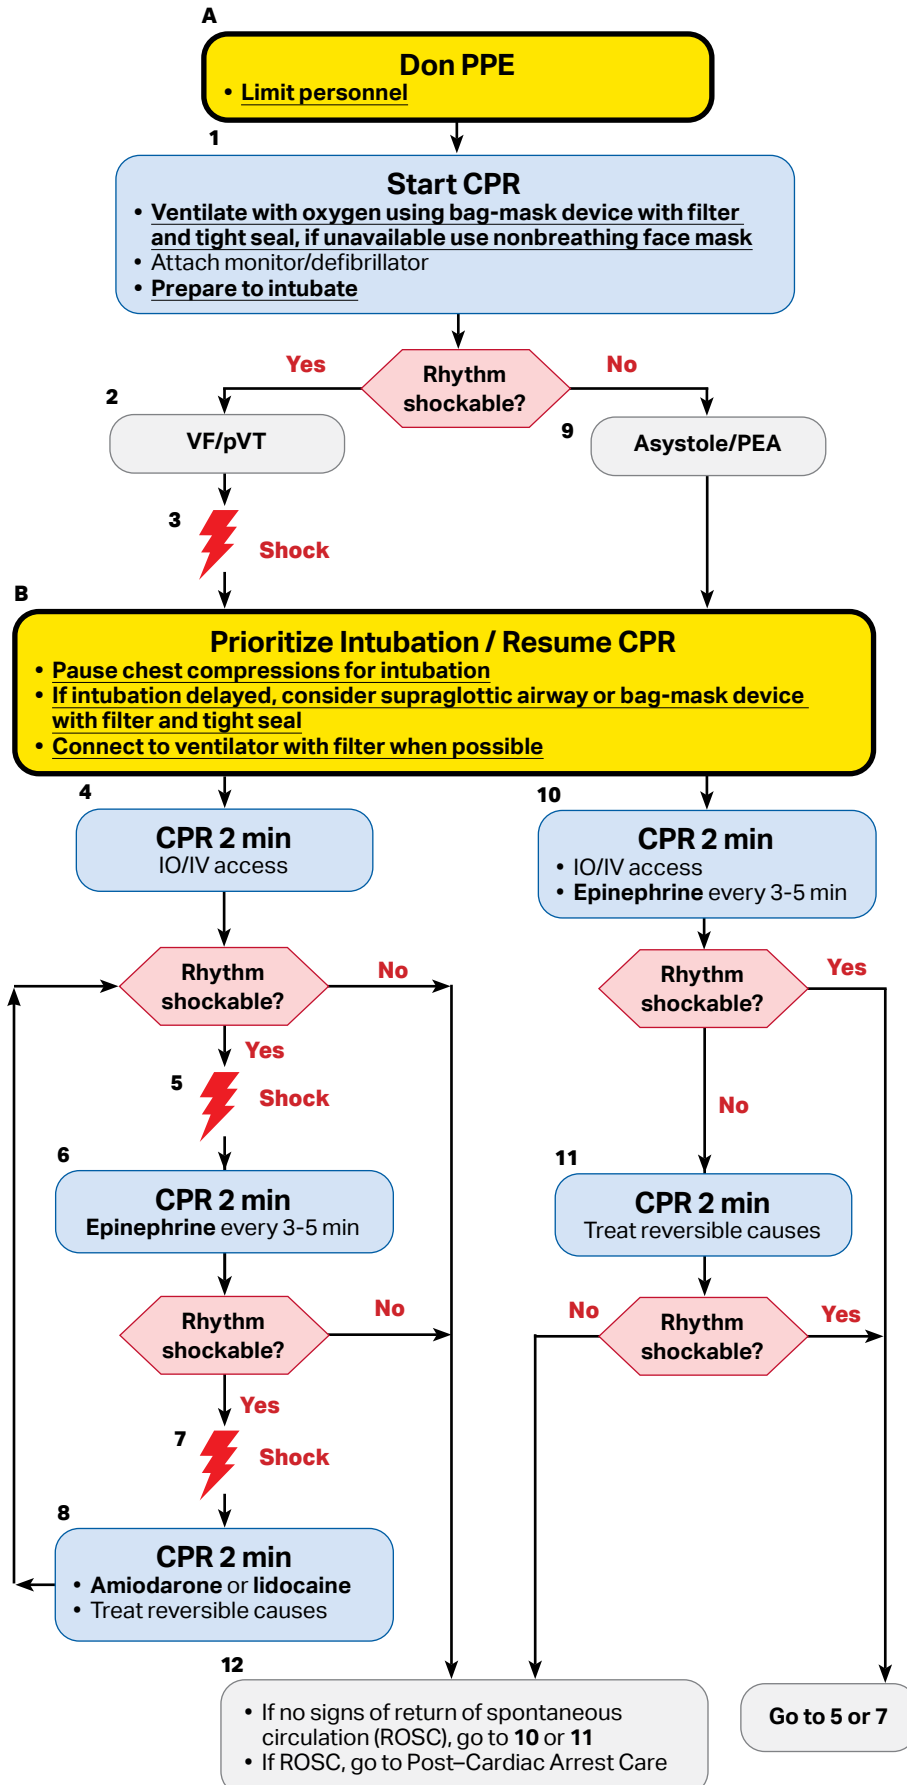 A
Don PPE
• Limit personnel
1
Start CPR
• Ventilate with oxygen using bag-mask device with filter
and tight seal, if unavailable use nonbreathing face mask
• Attach monitor/defibrillator
• Prepare to intubate
Yes
Rhythm
shockable?
No
2
VF/pVT
9
Asystole/PEA
3
Shock
B
Prioritize Intubation / Resume CPR
• Pause chest compressions for intubation
• If intubation delayed, consider supraglottic airway or bag-mask device
with filter and tight seal
• Connect to ventilator with filter when possible
4
CPR 2 min
IO/IV access
10
CPR 2 min
• IO/IV access
• Epinephrine every 3-5 min
Rhythm
shockable?
No
Rhythm
shockable?
Yes
Yes
5
Shock
No
6
CPR 2 min
Epinephrine every 3-5 min
11
CPR 2 min
Treat reversible causes
Rhythm
shockable?
No
No
Rhythm
shockable?
Yes
Yes
7
Shock
8
CPR 2 min
• Amiodarone or lidocaine
• Treat reversible causes
12
• If no signs of return of spontaneous
circulation (ROSC), go to 10 or 11
• If ROSC, go to Post–Cardiac Arrest Care
Go to 5 or 7